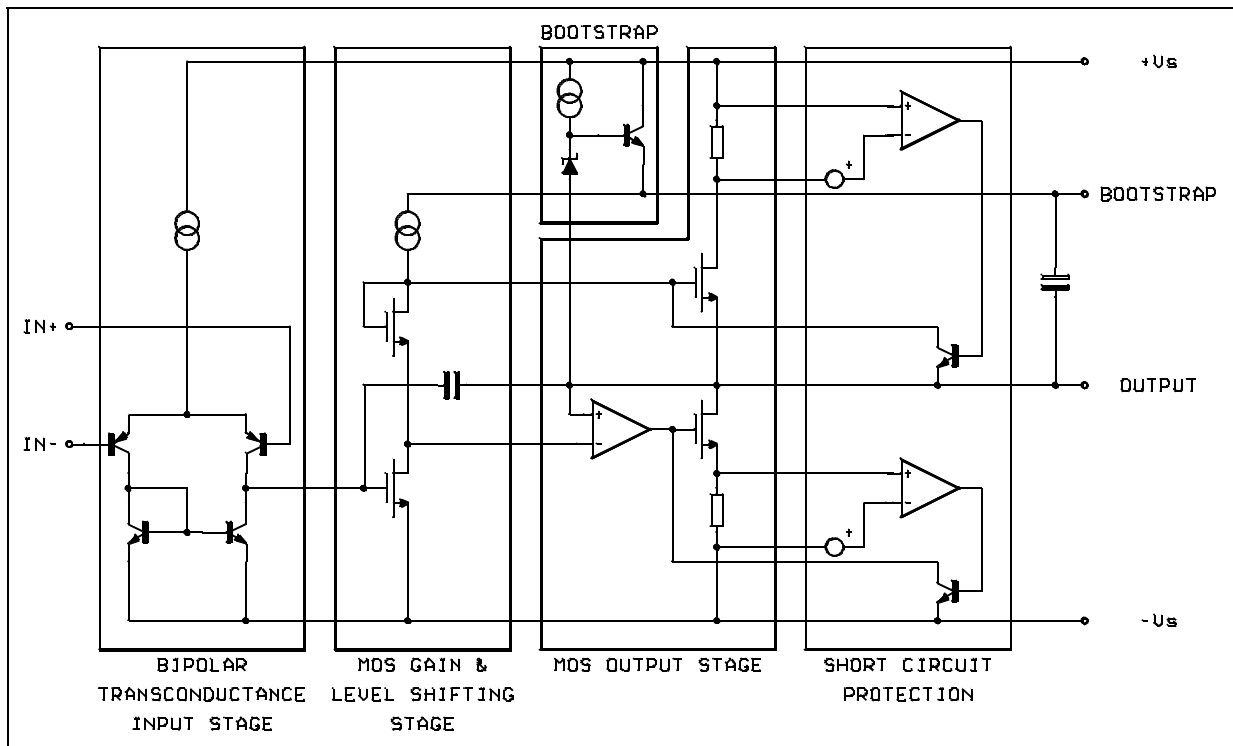 BOOTSTRAP
+Vs
+
-
+
BOOTSTRAP
IN+
OUTPUT
+
-
IN-
+
-
+
-Vs
BIPOLAR
TRANSCONDUCTANCE
INPUT STAGE
MOS GAIN &
LEVEL SHIFTING
STAGE
MOS OUTPUT STAGE
SHORT CIRCUIT
PROTECTION